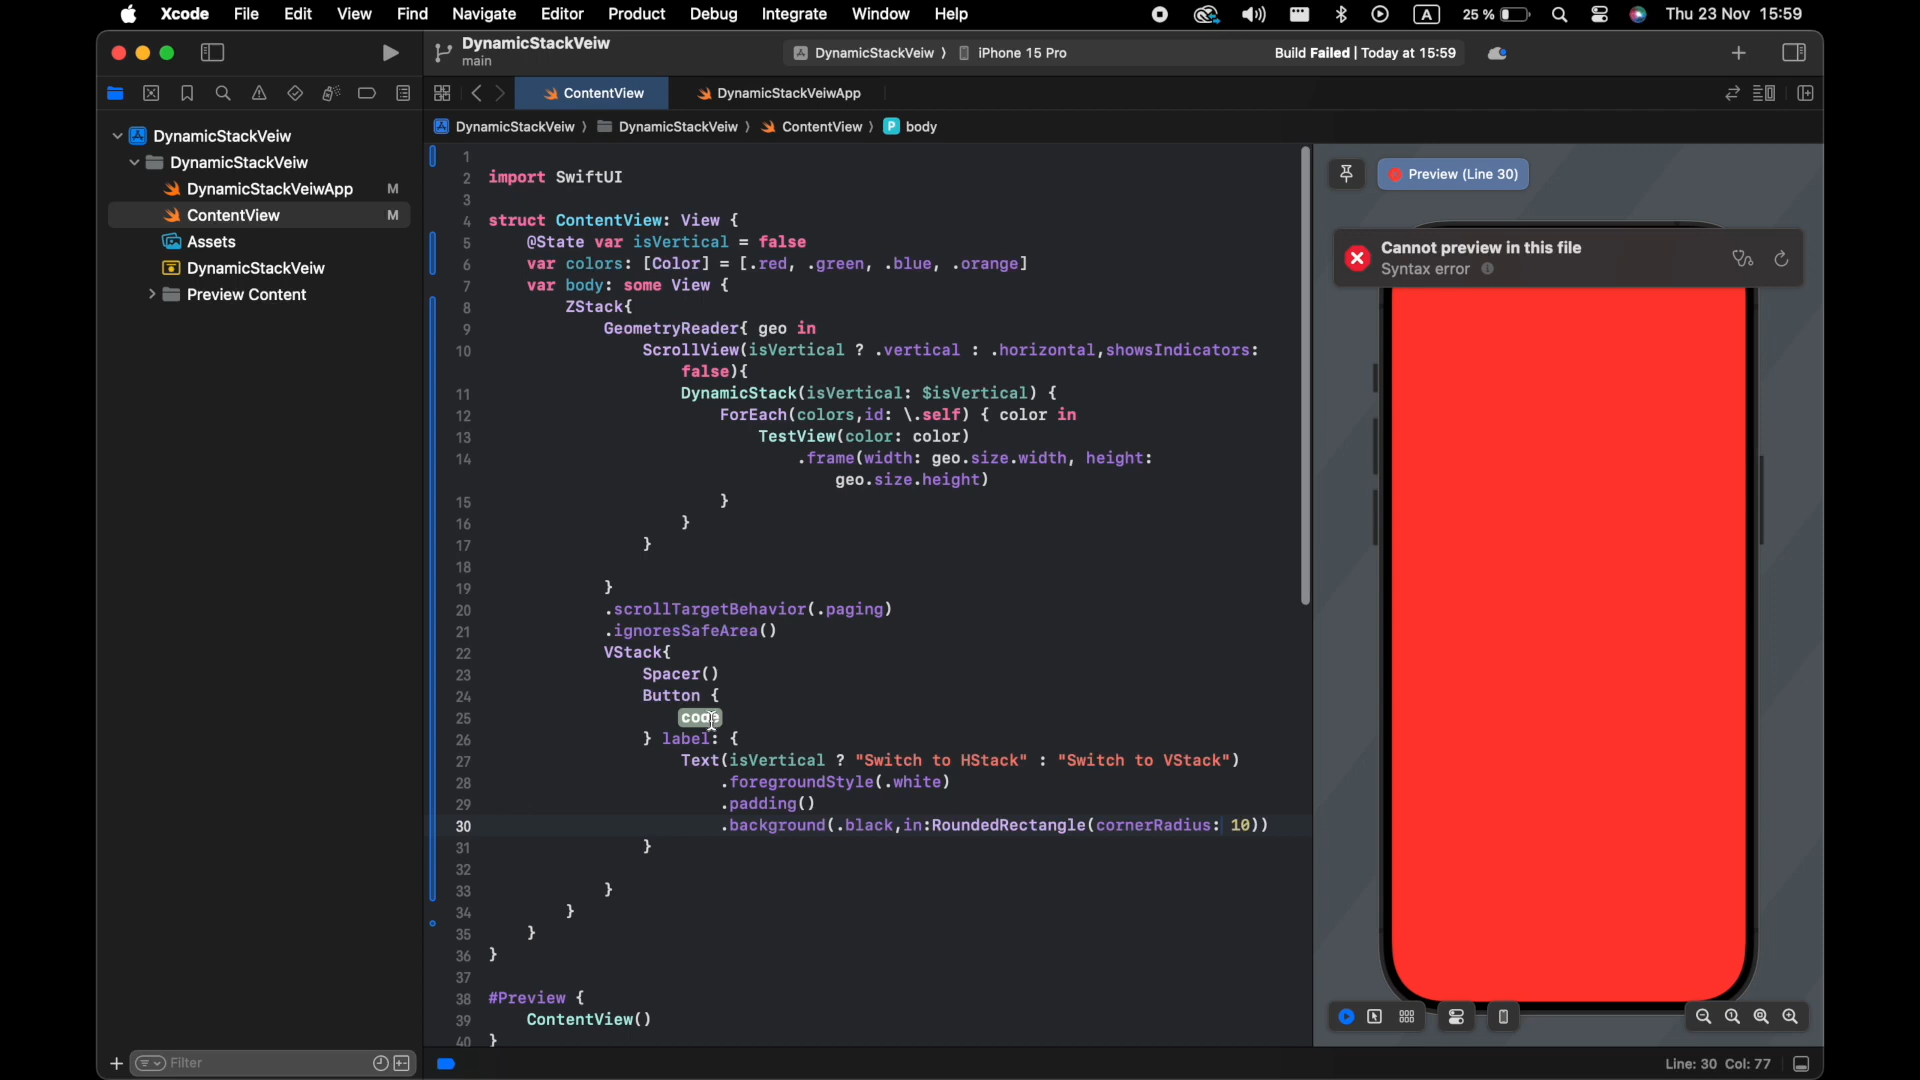 Xcode File Edit View Find Navigate Editor Product Debug Integrate Window Help A 25 % Thu 23 Nov 15:59
DynamicStackVeiw
main
DynamicStackVeiw 〉 iPhone 15 Pro Build Failed | Today at 15:59
ContentView DynamicStackVeiwApp
DynamicStackVeiw 〉 DynamicStackVeiw 〉 ContentView 〉 P body
DynamicStackVeiw
DynamicStackVeiw
DynamicStackVeiwApp M
ContentView M
Assets
DynamicStackVeiw
Preview Content
Filter
1
2 import SwiftUI
3
4 struct ContentView: View {
5 @State var isVertical = false
6 var colors: [Color] = [.red, .green, .blue, .orange]
7 var body: some View {
8 ZStack{
9 GeometryReader{ geo in
10 ScrollView(isVertical ? .vertical : .horizontal,showsIndicators:
false){
11 DynamicStack(isVertical: $isVertical) {
12 ForEach(colors,id: \.self) { color in
13 TestView(color: color)
14 .frame(width: geo.size.width, height:
geo.size.height)
15 }
16 }
17 }
18
19 }
20 .scrollTargetBehavior(.paging)
21 .ignoresSafeArea()
22 VStack{
23 Spacer()
24 Button {
25 code
26 } label: {
27 Text(isVertical ? "Switch to HStack" : "Switch to VStack")
28 .foregroundStyle(.white)
29 .padding()
30 .background(.black,in:RoundedRectangle(cornerRadius: 10))
31 }
32
33 }
34 }
35 }
36 }
37
38 #Preview {
39 ContentView()
40 }
Preview (Line 30)
Cannot preview in this file
Syntax error
Line: 30 Col: 77